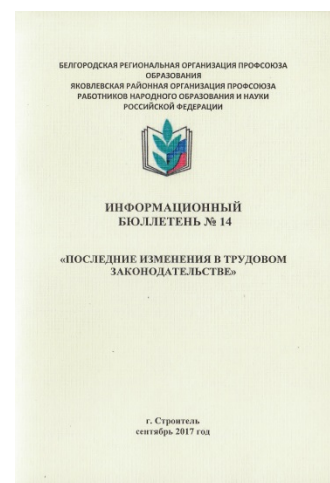 БЕЛГОРОДСКАЯ РЕГИОНАЛЬНАЯ ОРГАНИЗАЦИЯ ПРОФСОЮЗА
ОБРАЗОВАНИЯ
ЯКОВЛЕВСКАЯ РАЙОННАЯ ОРГАНИЗАЦИЯ ПРОФСОЮЗА
РАБОТНИКОВ НАРОДНОГО ОБРАЗОВАНИЯ И НАУКИ
РОССИЙСКОЙ ФЕДЕРАЦИИ
ИНФОРМАЦИОННЫЙ
БЮЛЛЕТЕНЬ № 14
«ПОСЛЕДНИЕ ИЗМЕНЕНИЯ В ТРУДОВОМ
ЗАКОНОДАТЕЛЬСТВЕ»
г. Строитель
сентябрь 2017 год